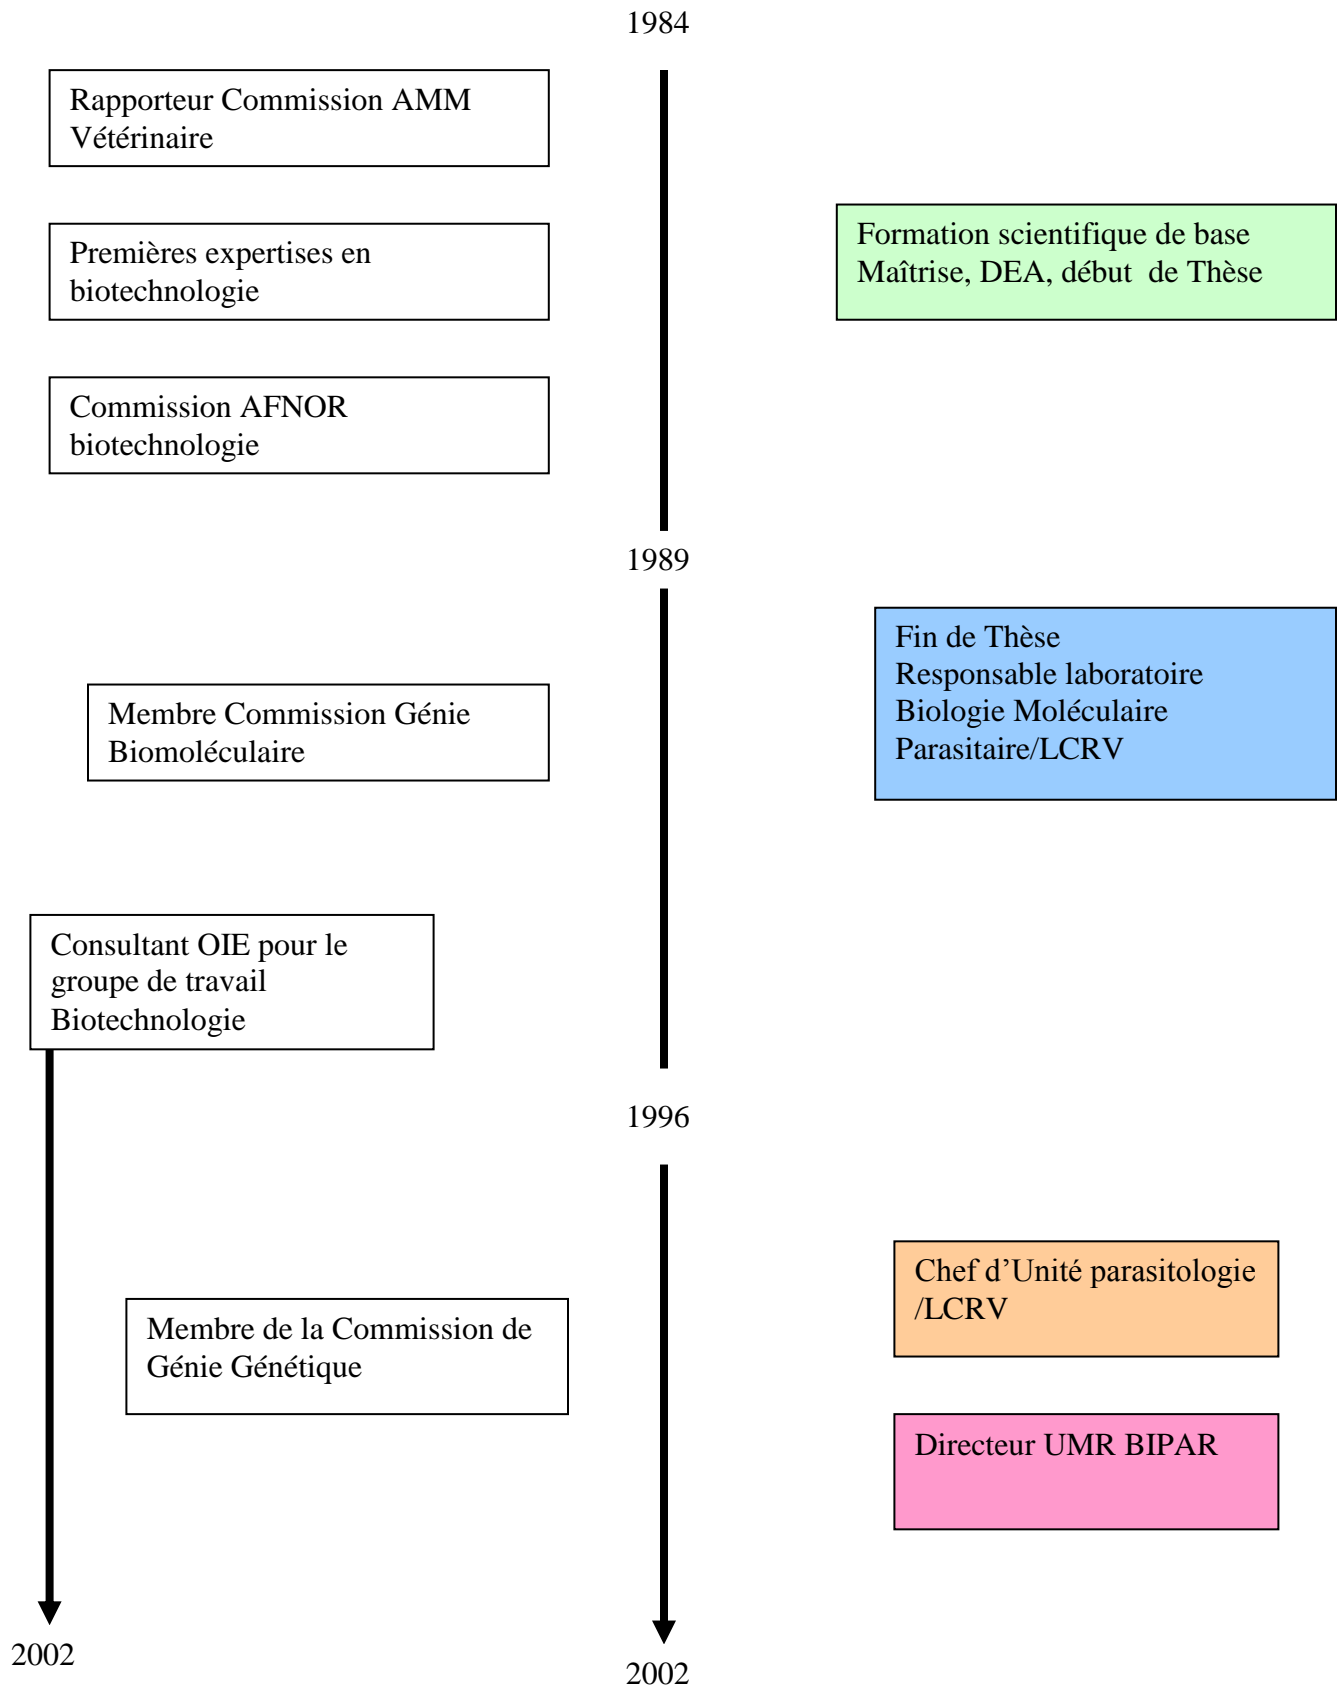 1984
Rapporteur Commission AMM
Vétérinaire
Premières expertises en
biotechnologie
Formation scientifique de base
Maîtrise, DEA, début de Thèse
Commission AFNOR
biotechnologie
1989
Fin de Thèse
Responsable laboratoire
Biologie Moléculaire
Parasitaire/LCRV
Membre Commission Génie
Biomoléculaire
Consultant OIE pour le
groupe de travail
Biotechnologie
1996
Chef d’Unité parasitologie
/LCRV
Membre de la Commission de
Génie Génétique
Directeur UMR BIPAR
2002
2002